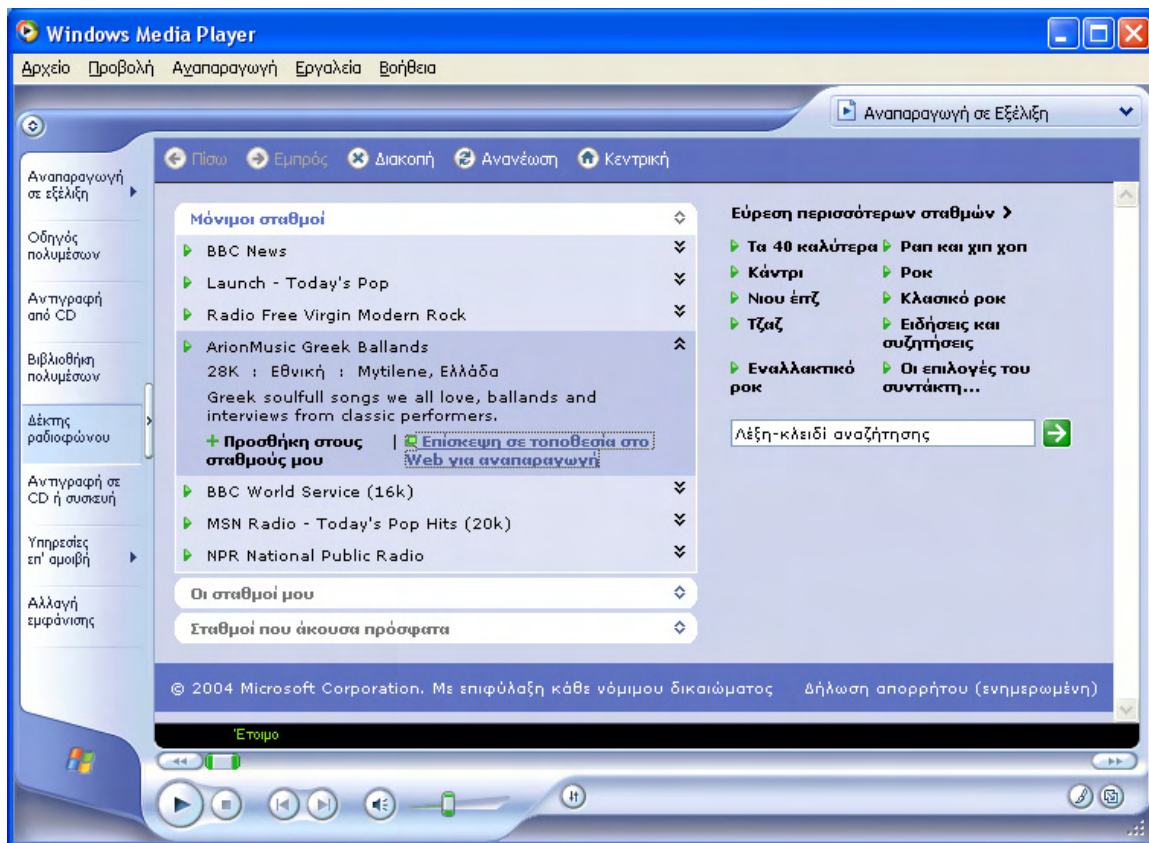 Windows Media Player
Αρχείο Προβολή Αναπαραγωγή Εργαλεία Βοήθεια
Αναπαραγωγή σε Εξέλιξη
Πίσω Εμπρός Διακοπή Ανανέωση Κεντρική
Αναπαραγωγή
σε εξέλιξη
Οδηγός
πολυμέσων
Αντιγραφή
από CD
Βιβλιοθήκη
πολυμέσων
Δέκτης
ραδιοφώνου
Αντιγραφή σε
CD ή συσκευή
Υπηρεσίες
επ' αμοιβή
Αλλαγή
εμφάνισης
Μόνιμοι σταθμοί
BBC News
Launch - Today's Pop
Radio Free Virgin Modern Rock
ArionMusic Greek Ballands
28K : Εθνική : Mytilene, Ελλάδα
Greek soulfull songs we all love, ballands and
interviews from classic performers.
+ Προσθήκη στους | Επίσκεψη σε τοποθεσία στο
σταθμούς μου Web για αναπαραγωγή
BBC World Service (16k)
MSN Radio - Today's Pop Hits (20k)
NPR National Public Radio
Οι σταθμοί μου
Σταθμοί που άκουσα πρόσφατα
Εύρεση περισσότερων σταθμών
Τα 40 καλύτερα Ραπ και χιπ χοπ
Κάντρι Ροκ
Νιου έιτζ Κλασικό ροκ
Τζαζ Ειδήσεις και
συζητήσεις
Εναλλακτικό Οι επιλογές του
ροκ συντάκτη...
Λέξη-κλειδί αναζήτησης
© 2004 Microsoft Corporation. Με επιφύλαξη κάθε νόμιμου δικαιώματος Δήλωση απορρήτου (ενημερωμένη)
Έτοιμο